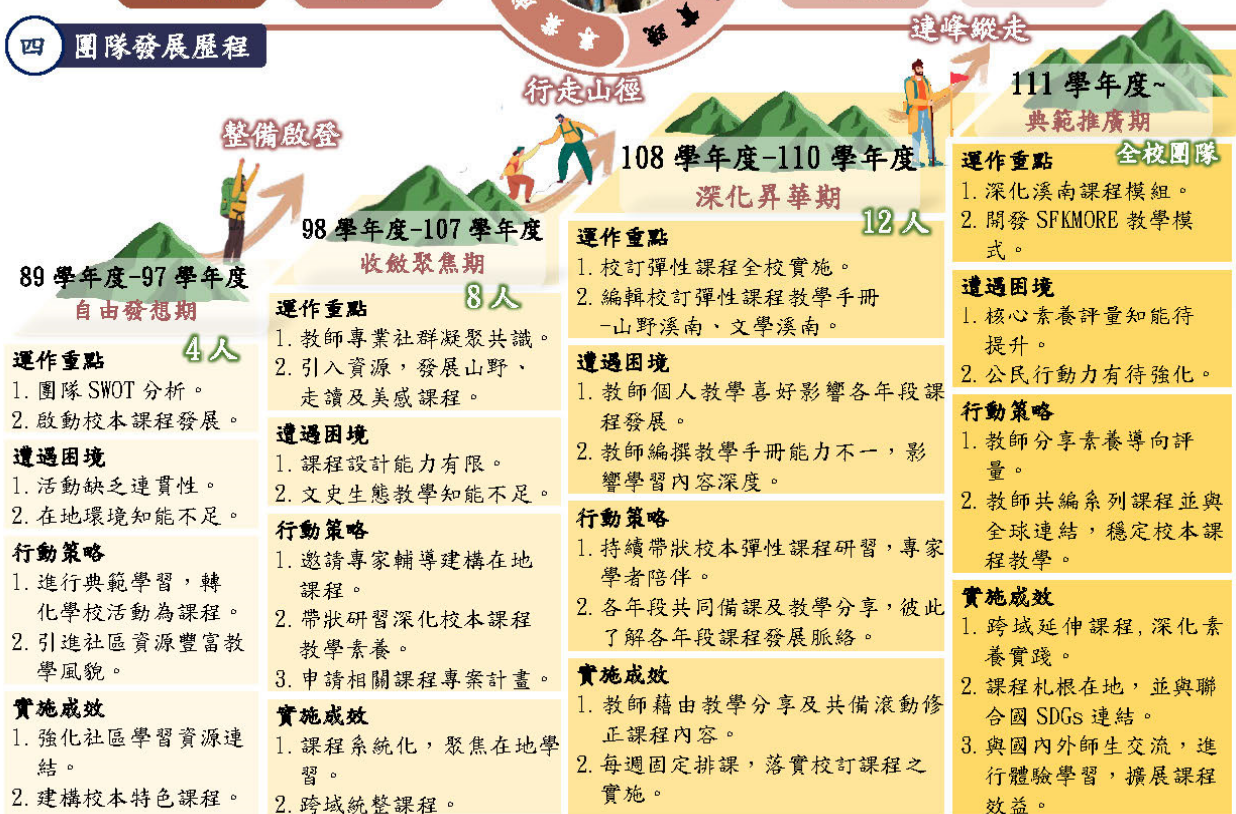 四 團隊發展歷程
整備啟登
89 學年度-97 學年度
自由發想期
4人
運作重點
1. 團隊 SWOT 分析。
2. 啟動校本課程發展。
遭遇困境
1. 活動缺乏連貫性。
2. 在地環境知能不足。
行動策略
1. 進行典範學習，轉
化學校活動為課程。
2. 引進社區資源豐富教
學風貌。
實施成效
1. 強化社區學習資源連
結。
2. 建構校本特色課程。
行走山徑
98 學年度-107 學年度
收斂聚焦期
8人
運作重點
1. 教師專業社群凝聚共識。
2. 引入資源，發展山野、
走讀及美感課程。
遭遇困境
1. 課程設計能力有限。
2. 文史生態教學知能不足。
行動策略
1. 邀請專家輔導建構在地
課程。
2. 帶狀研習深化校本課程
教學素養。
3. 申請相關課程專案計畫。
實施成效
1. 課程系統化，聚焦在地學
習。
2. 跨域統整課程。
連峰縱走
108 學年度-110 學年度
深化昇華期
12人
運作重點
1. 校訂彈性課程全校實施。
2. 編輯校訂彈性課程教學手冊
-山野溪南、文學溪南。
遭遇困境
1. 教師個人教學喜好影響各年段課
程發展。
2. 教師編撰教學手冊能力不一，影
響學習內容深度。
行動策略
1. 持續帶狀校本彈性課程研習，專家
學者陪伴。
2. 各年段共同備課及教學分享，彼此
了解各年段課程發展脈絡。
實施成效
1. 教師藉由教學分享及共備滾動修
正課程內容。
2. 每週固定排課，落實校訂課程之
實施。
111 學年度~
典範推廣期
全校團隊
運作重點
1. 深化溪南課程模組。
2. 開發 SFKMORE 教學模
式。
遭遇困境
1. 核心素養評量知能待
提升。
2. 公民行動力有待強化。
行動策略
1. 教師分享素養導向評
量。
2. 教師共編系列課程並與
全球連結，穩定校本課
程教學。
實施成效
1. 跨域延伸課程, 深化素
養實踐。
2. 課程札根在地，並與聯
合國 SDGs 連結。
3. 與國內外師生交流，進
行體驗學習，擴展課程
效益。